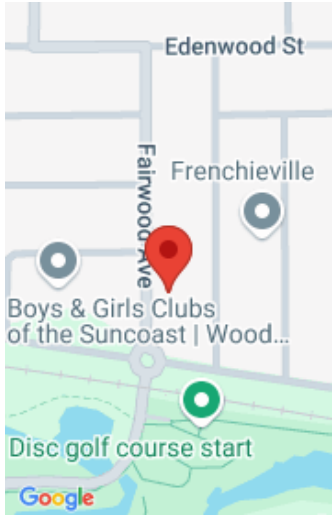 Edenwood St
Fairwood Ave
Frenchieville
Boys & Girls Clubs
of the Suncoast | Wood...
Disc golf course start
Google